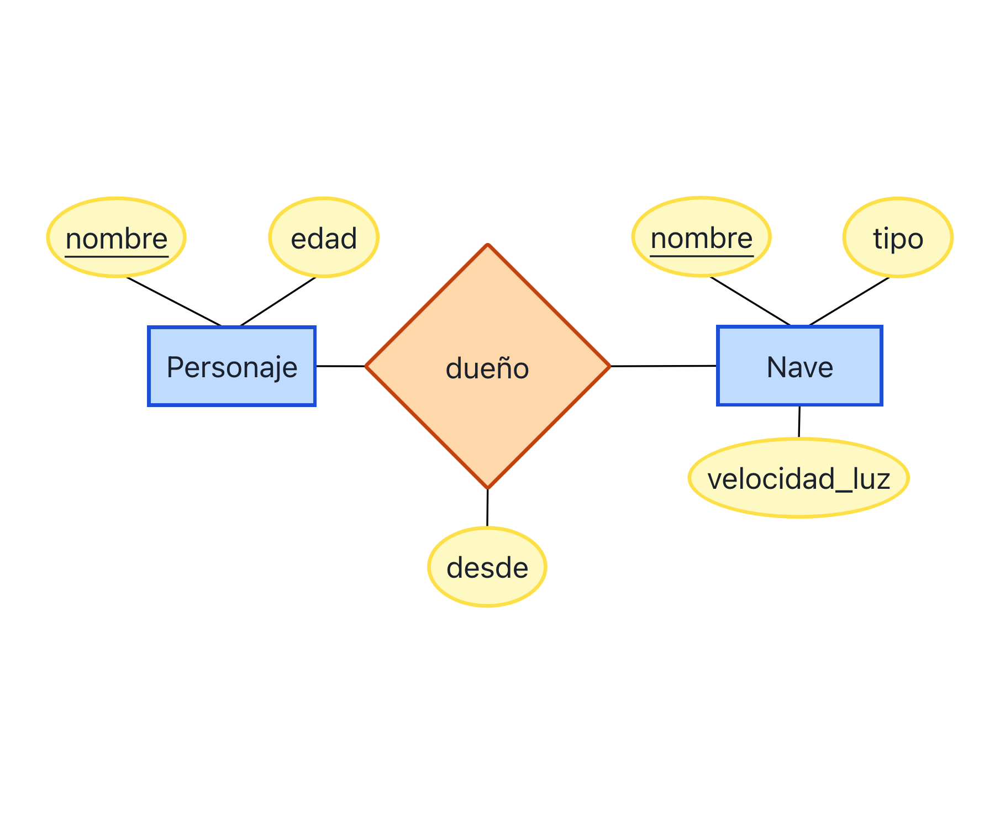 nombre
edad
nombre
tipo
Personaje
dueño
Nave
velocidad_luz
desde